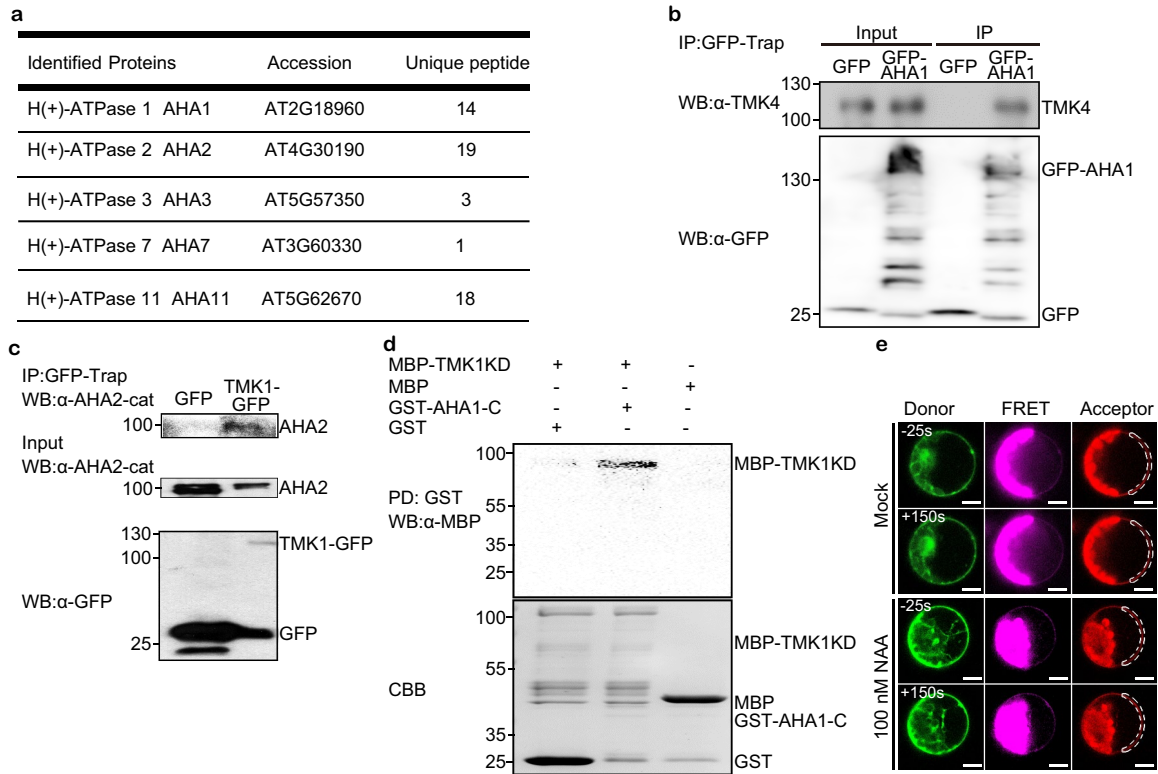 a
Identified Proteins Accession Unique peptide
H(+)-ATPase 1 AHA1 AT2G18960 14
H(+)-ATPase 2 AHA2 AT4G30190 19
H(+)-ATPase 3 AHA3 AT5G57350 3
H(+)-ATPase 7 AHA7 AT3G60330 1
H(+)-ATPase 11 AHA11 AT5G62670 18
b
IP:GFP-Trap
Input IP
GFP GFP-AHA1 GFP GFP-AHA1
130
WB:α-TMK4 TMK4
100
GFP-AHA1
130
WB:α-GFP
25 GFP
c
IP:GFP-Trap
WB:α-AHA2-cat GFP TMK1-GFP
100 AHA2
Input
WB:α-AHA2-cat
100 AHA2
130 TMK1-GFP
100
WB:α-GFP
GFP
25
d
MBP-TMK1KD + + -
MBP - - +
GST-AHA1-C - + -
GST + - -
100 MBP-TMK1KD
PD: GST
55
WB:α-MBP
35
25
100
MBP-TMK1KD
55
CBB
MBP
GST-AHA1-C
35
25 GST
e
Donor FRET Acceptor
Mock
-25s
+150s
100 nM NAA
-25s
+150s